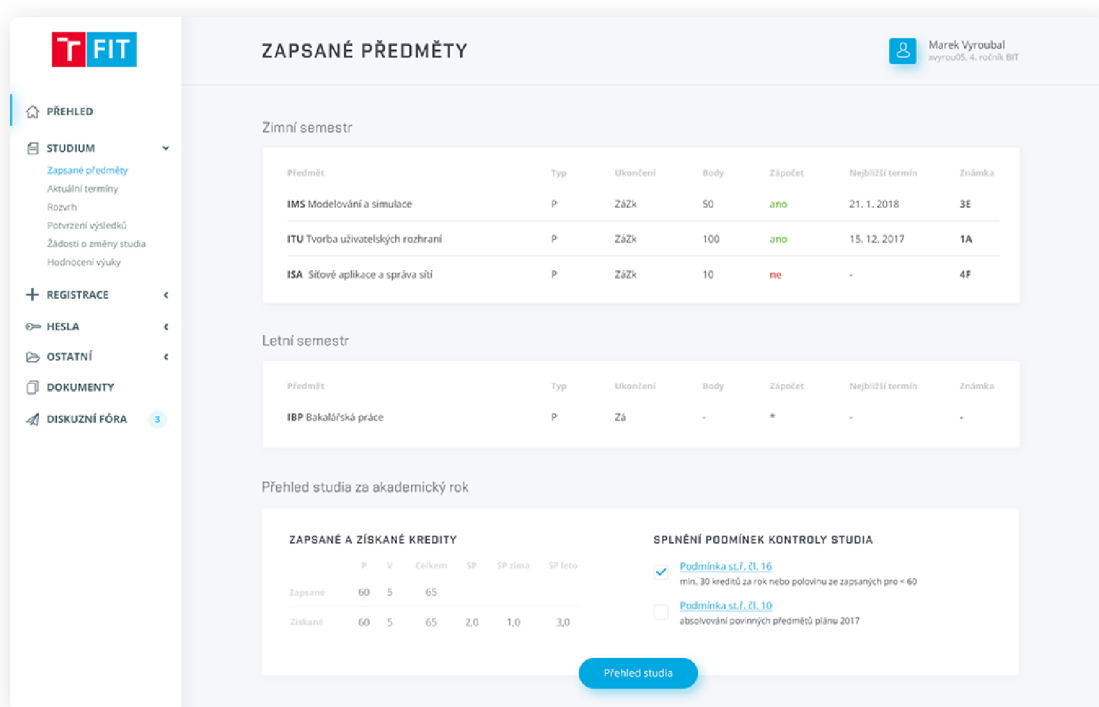 T FIT
ZAPSANÉ PŘEDMĚTY
Marek Vyroubal
xvyrou05, 4. ročník BIT
PŘEHLED
STUDIUM
Zapsané předměty
Aktuální termíny
Rozvrh
Potvrzení výsledků
Žádosti o změny studia
Hodnocení výuky
REGISTRACE
HESLA
OSTATNÍ
DOKUMENTY
DISKUZNÍ FÓRA 3
Zimní semestr
Předmět Typ Ukončení Body Zápočet Nejbližší termín Známka
IMS Modelování a simulace P ZáZk 50 ano 21. 1. 2018 3E
ITU Tvorba uživatelských rozhraní P ZáZk 100 ano 15. 12. 2017 1A
ISA Síťové aplikace a správa sítí P ZáZk 10 ne - 4F
Letní semestr
Předmět Typ Ukončení Body Zápočet Nejbližší termín Známka
IBP Bakalářská práce P Zá - * - -
Přehled studia za akademický rok
ZAPSANÉ A ZÍSKANÉ KREDITY
P V Celkem SP SP zima SP leto
Zapsané 60 5 65
Získané 60 5 65 2,0 1,0 3,0
SPLNĚNÍ PODMÍNEK KONTROLY STUDIA
Podmínka st.ř. čl. 16
min. 30 kreditů za rok nebo polovinu ze zapsaných pro < 60
Podmínka st.ř. čl. 10
absolvování povinných předmětů plánu 2017
Přehled studia